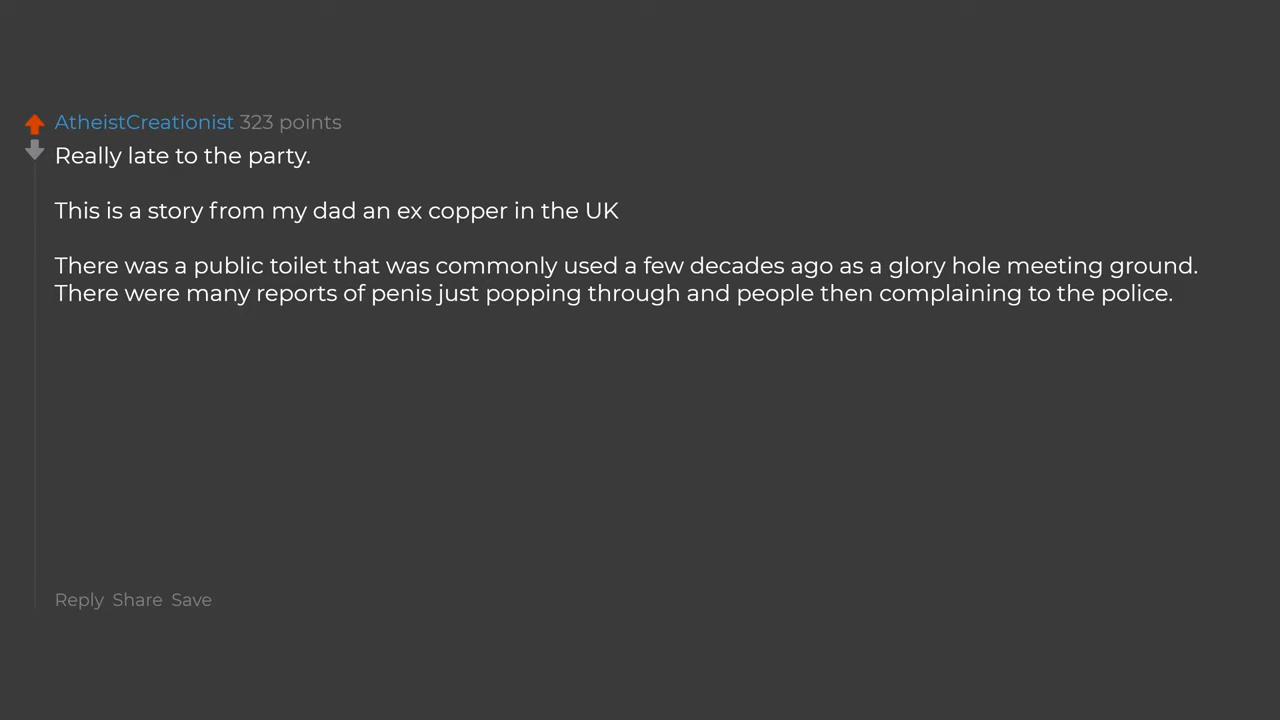 AtheistCreationist 323 points
Really late to the party.
This is a story from my dad an ex copper in the UK
There was a public toilet that was commonly used a few decades ago as a glory hole meeting ground.
There were many reports of penis just popping through and people then complaining to the police.
Reply Share Save